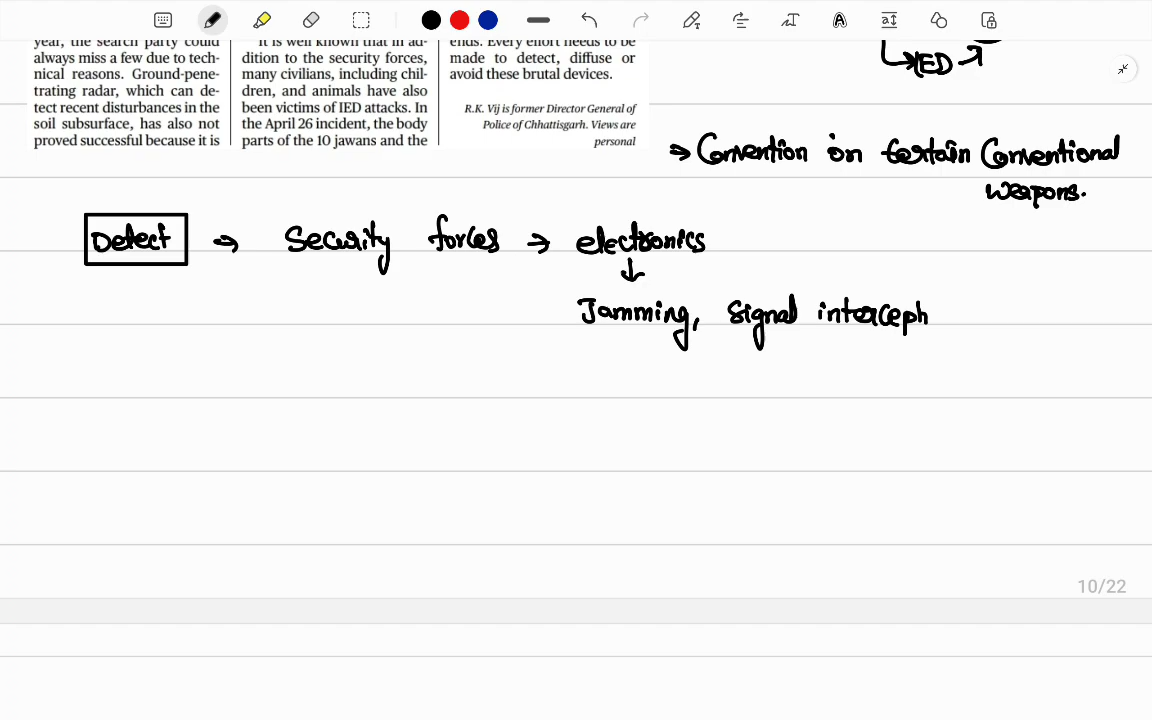 year, the search party could
always miss a few due to tech-
nical reasons. Ground-pene-
trating radar, which can de-
tect recent disturbances in the
soil subsurface, has also not
proved successful because it is
It is well known that in ad-
dition to the security forces,
many civilians, including chil-
dren, and animals have also
been victims of IED attacks. In
the April 26 incident, the body
parts of the 10 jawans and the
ends. Every effort needs to be
made to detect, diffuse or
avoid these brutal devices.
R.K. Vij is former Director General of
Police of Chhattisgarh. Views are
personal
IED
⇒ Convention on Certain Conventional
Weapons.
Detect → Security forces → electronics
↓
Jamming, Signal interceph
10/22